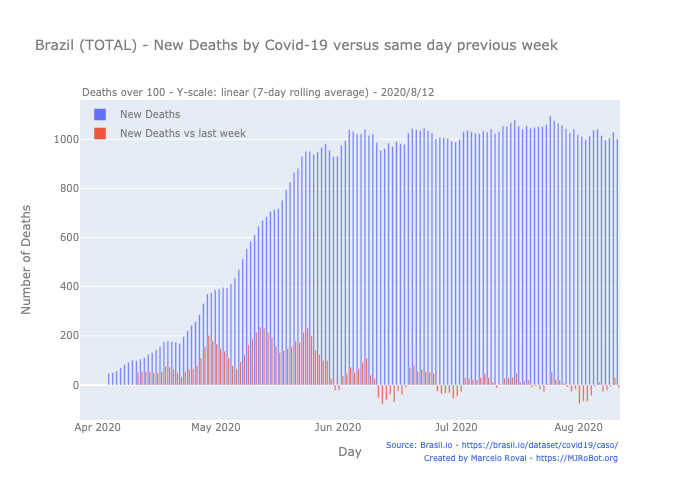 Brazil (TOTAL) - New Deaths by Covid-19 versus same day previous week
Deaths over 100 - Y-scale: linear (7-day rolling average) - 2020/8/12
New Deaths
New Deaths vs last week
1000
800
600
400
200
0
Number of Deaths
Apr 2020 May 2020 Jun 2020 Jul 2020 Aug 2020
Day
Source: Brasil.io - https://brasil.io/dataset/covid19/caso/
Created by Marcelo Rovai - https://MJRoBot.org